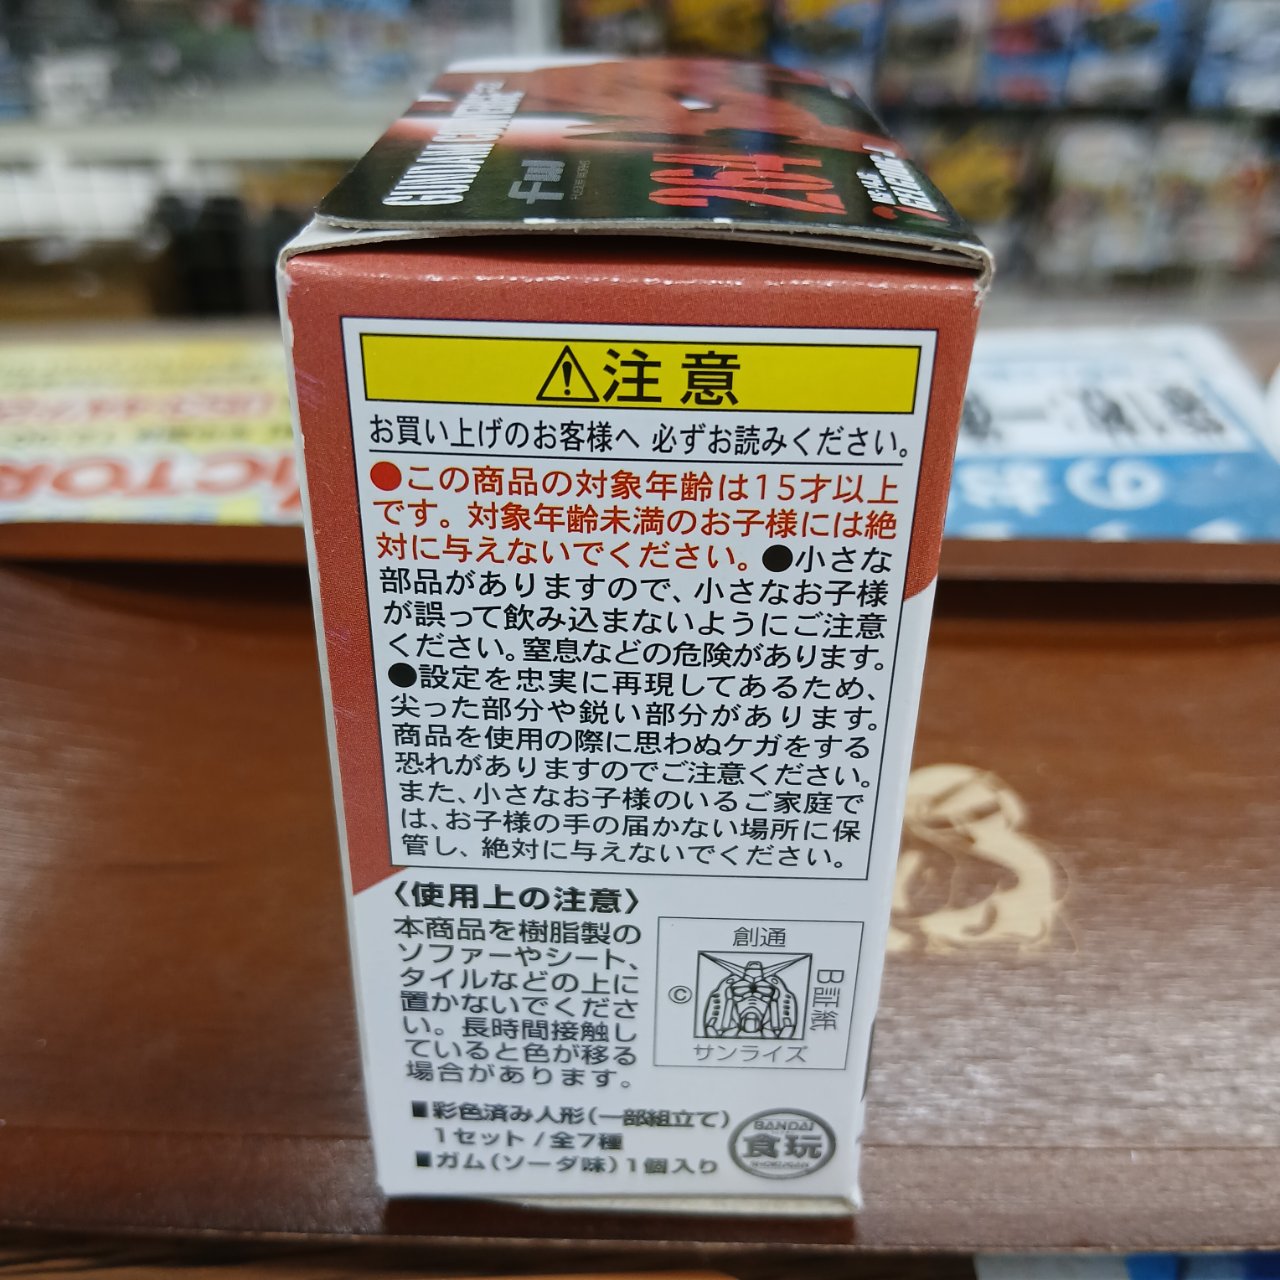 FW
⚠注意
お買い上げのお客様へ 必ずお読みください。
●この商品の対象年齢は15才以上
です。対象年齢未満のお子様には絶
対に与えないでください。●小さな
部品がありますので、小さなお子様
が誤って飲み込まないようにご注意
ください。窒息などの危険があります。
●設定を忠実に再現してあるため、
尖った部分や鋭い部分があります。
商品を使用の際に思わぬケガをする
恐れがありますのでご注意ください。
また、小さなお子様のいるご家庭で
は、お子様の手の届かない場所に保
管し、絶対に与えないでください。
〈使用上の注意〉
本商品を樹脂製の
ソファーやシート、
タイルなどの上に
置かないでくださ
い。長時間接触し
ていると色が移る
場合があります。
創通
©
B証紙
サンライズ
■彩色済み人形(一部組立て)
1セット/全7種
■ガム(ソーダ味)1個入り
BANDAI
食玩